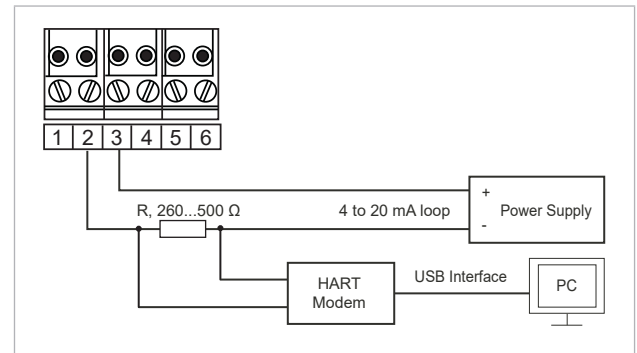 1 2 3 4 5 6
+
R, 260...500 Ω 4 to 20 mA loop Power Supply
-
HART
Modem
USB Interface
PC